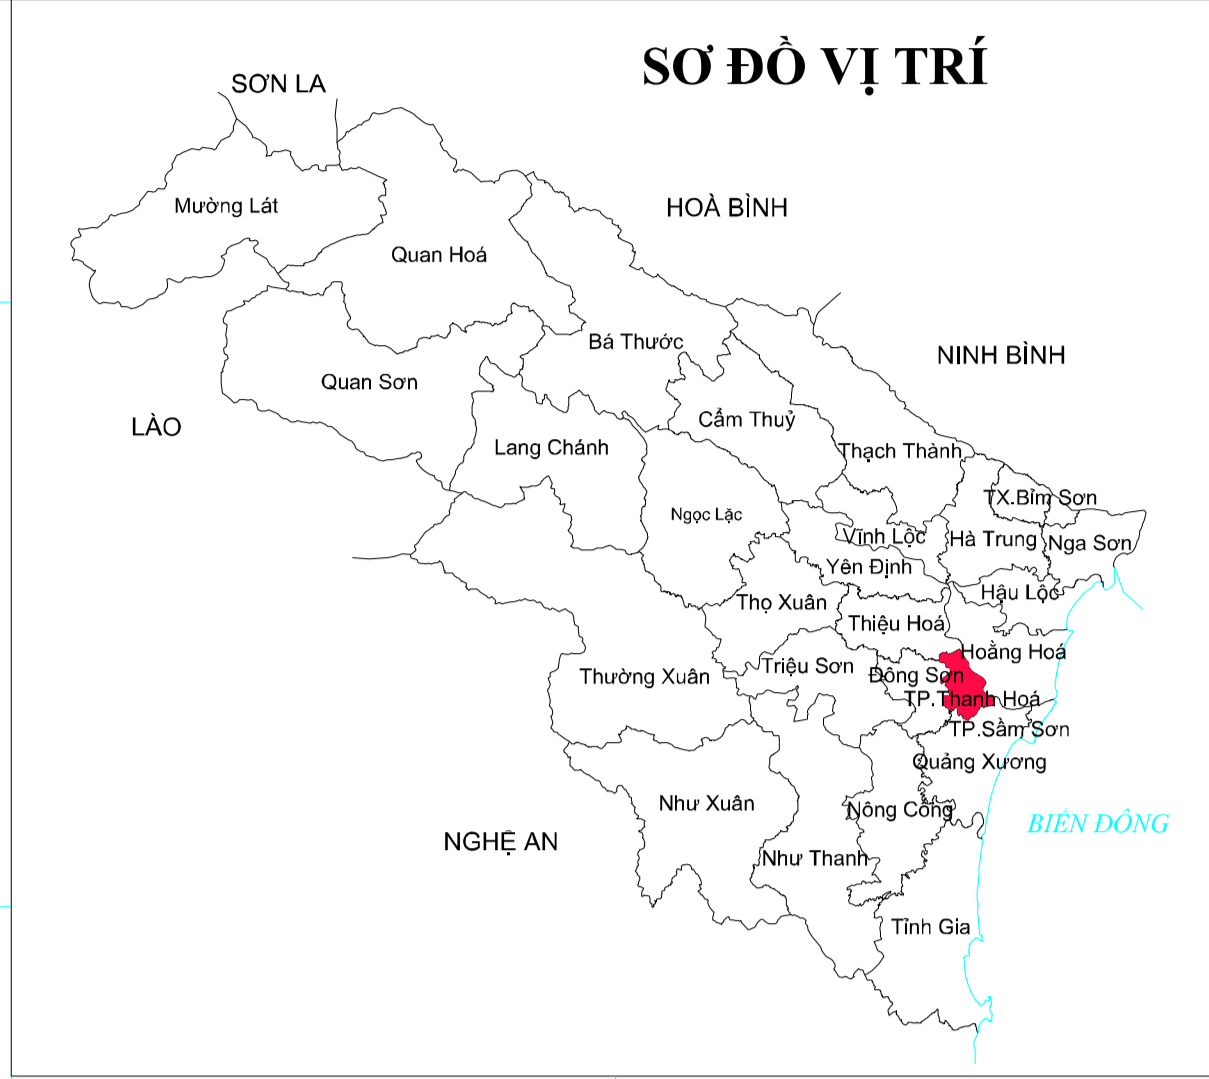 SƠ ĐỒ VỊ TRÍ
SƠN LA
Mường Lát
HOÀ BÌNH
Quan Hoá
Bá Thước
NINH BÌNH
Quan Sơn
LÀO
Cẩm Thuỷ
Lang Chánh
Thạch Thành
TX.Bỉm Sơn
Ngọc Lặc
Vĩnh Lộc
Hà Trung
Nga Sơn
Yên Định
Hậu Lộc
Thọ Xuân
Thiệu Hoá
Hoằng Hoá
Triệu Sơn
Thường Xuân
Đông Sơn
TP.Thanh Hoá
TP.Sầm Sơn
Quảng Xương
Như Xuân
Nông Cống
BIỂN ĐÔNG
NGHỆ AN
Như Thanh
Tỉnh Gia